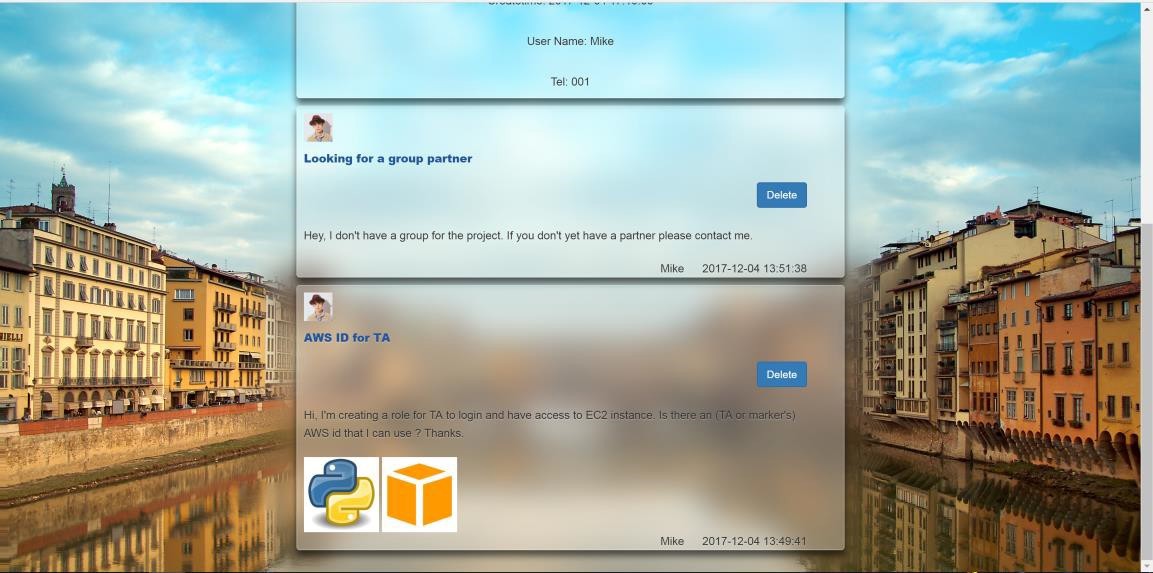 User Name: Mike
Tel: 001
Looking for a group partner
Delete
Hey, I don't have a group for the project. If you don't yet have a partner please contact me.
Mike 2017-12-04 13:51:38
AWS ID for TA
Delete
Hi, I'm creating a role for TA to login and have access to EC2 instance. Is there an (TA or marker's)
AWS id that I can use ? Thanks.
Mike 2017-12-04 13:49:41